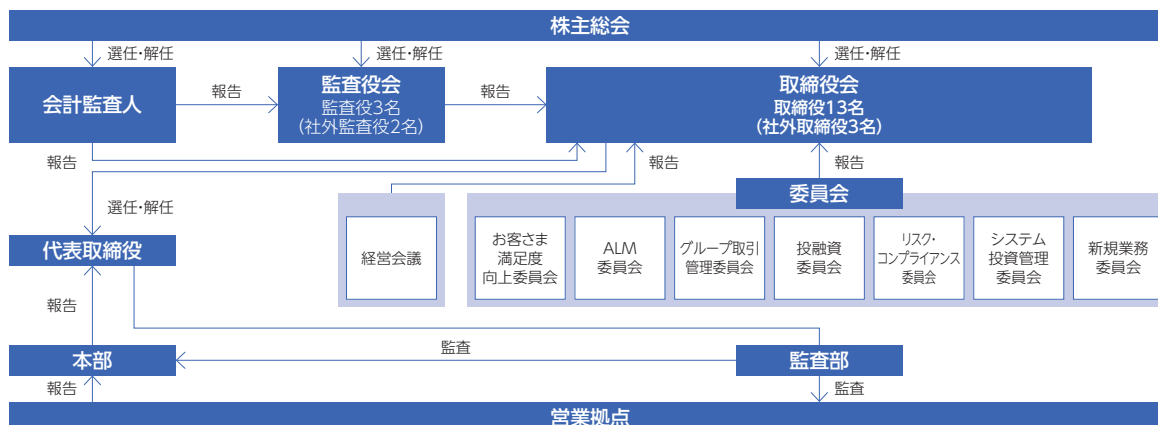 株主総会
選任・解任
選任・解任
選任・解任
会計監査人
報告
監査役会
監査役3名
(社外監査役2名)
報告
取締役会
取締役13名
(社外取締役3名)
報告
報告
報告
委員会
選任・解任
代表取締役
経営会議
お客さま
満足度
向上委員会
ALM
委員会
グループ取引
管理委員会
投融資
委員会
リスク・
コンプライアンス
委員会
システム
投資管理
委員会
新規業務
委員会
報告
本部
監査
監査部
報告
監査
営業拠点